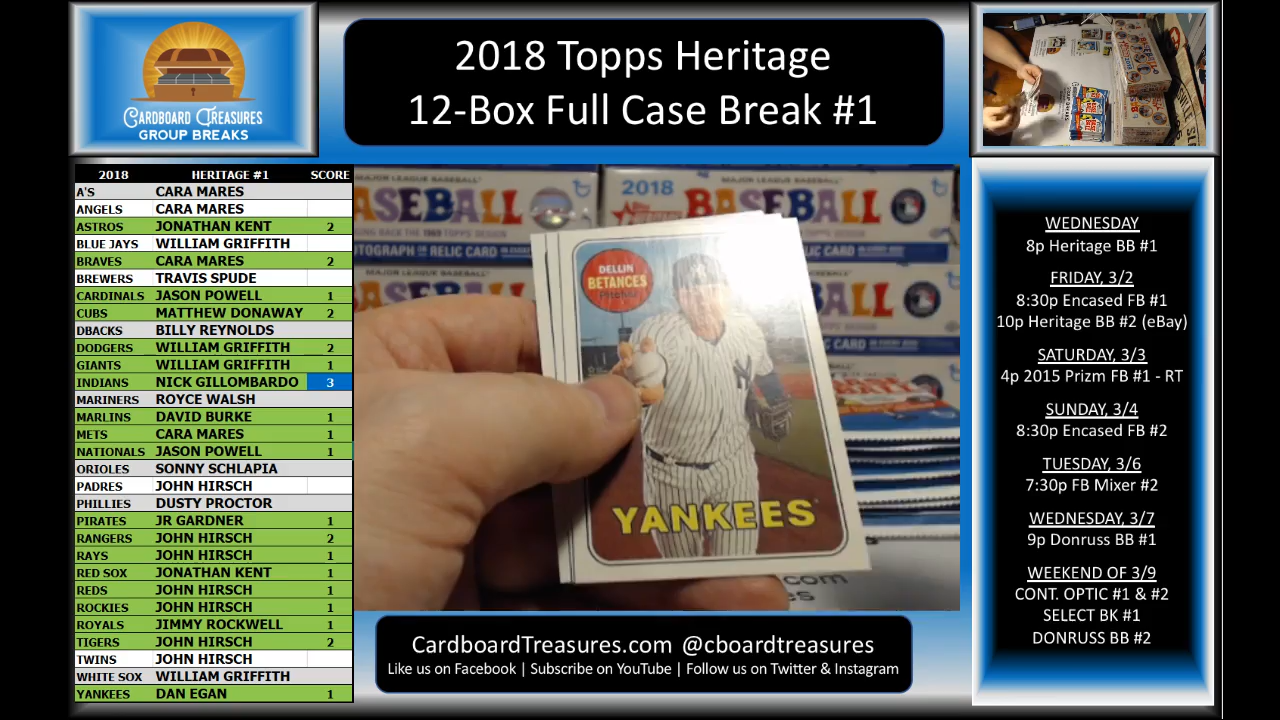 CARDBOARD TREASURES
GROUP BREAKS
2018 Topps Heritage
12-Box Full Case Break #1
2018 HERITAGE #1 SCORE
A'S CARA MARES
ANGELS CARA MARES
ASTROS JONATHAN KENT 2
BLUE JAYS WILLIAM GRIFFITH
BRAVES CARA MARES 2
BREWERS TRAVIS SPUDE
CARDINALS JASON POWELL 1
CUBS MATTHEW DONAWAY 2
DBACKS BILLY REYNOLDS
DODGERS WILLIAM GRIFFITH 2
GIANTS WILLIAM GRIFFITH 1
INDIANS NICK GILLOMBARDO 3
MARINERS ROYCE WALSH
MARLINS DAVID BURKE 1
METS CARA MARES 1
NATIONALS JASON POWELL 1
ORIOLES SONNY SCHLAPIA
PADRES JOHN HIRSCH
PHILLIES DUSTY PROCTOR
PIRATES JR GARDNER 1
RANGERS JOHN HIRSCH 2
RAYS JOHN HIRSCH 1
RED SOX JONATHAN KENT 1
REDS JOHN HIRSCH 1
ROCKIES JOHN HIRSCH 1
ROYALS JIMMY ROCKWELL 1
TIGERS JOHN HIRSCH 2
TWINS JOHN HIRSCH
WHITE SOX WILLIAM GRIFFITH
YANKEES DAN EGAN 1
MAJOR LEAGUE BASEBALL
2018
BASEBALL
BASEBALL
DELLIN
BETANCES
Pitcher
YANKEES
com
CardboardTreasures.com @cboardtreasures
Like us on Facebook | Subscribe on YouTube | Follow us on Twitter & Instagram
WEDNESDAY
8p Heritage BB #1
FRIDAY, 3/2
8:30p Encased FB #1
10p Heritage BB #2 (eBay)
SATURDAY, 3/3
4p 2015 Prizm FB #1 - RT
SUNDAY, 3/4
8:30p Encased FB #2
TUESDAY, 3/6
7:30p FB Mixer #2
WEDNESDAY, 3/7
9p Donruss BB #1
WEEKEND OF 3/9
CONT. OPTIC #1 & #2
SELECT BK #1
DONRUSS BB #2